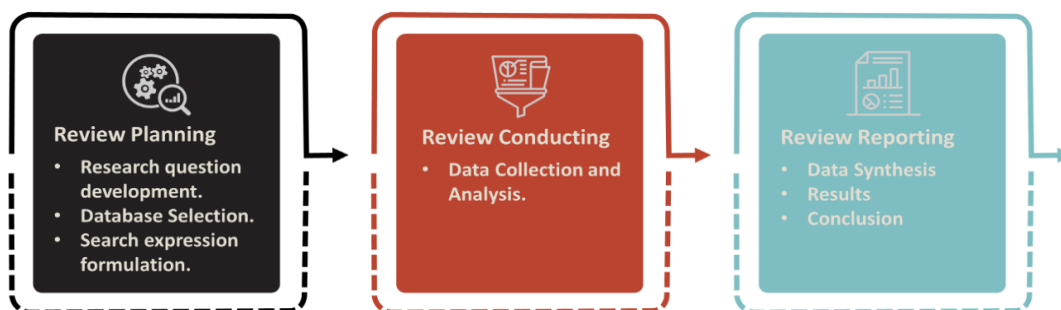 Review Planning
• Research question
development.
• Database Selection.
• Search expression
formulation.
Review Conducting
• Data Collection and
Analysis.
Review Reporting
• Data Synthesis
• Results
• Conclusion